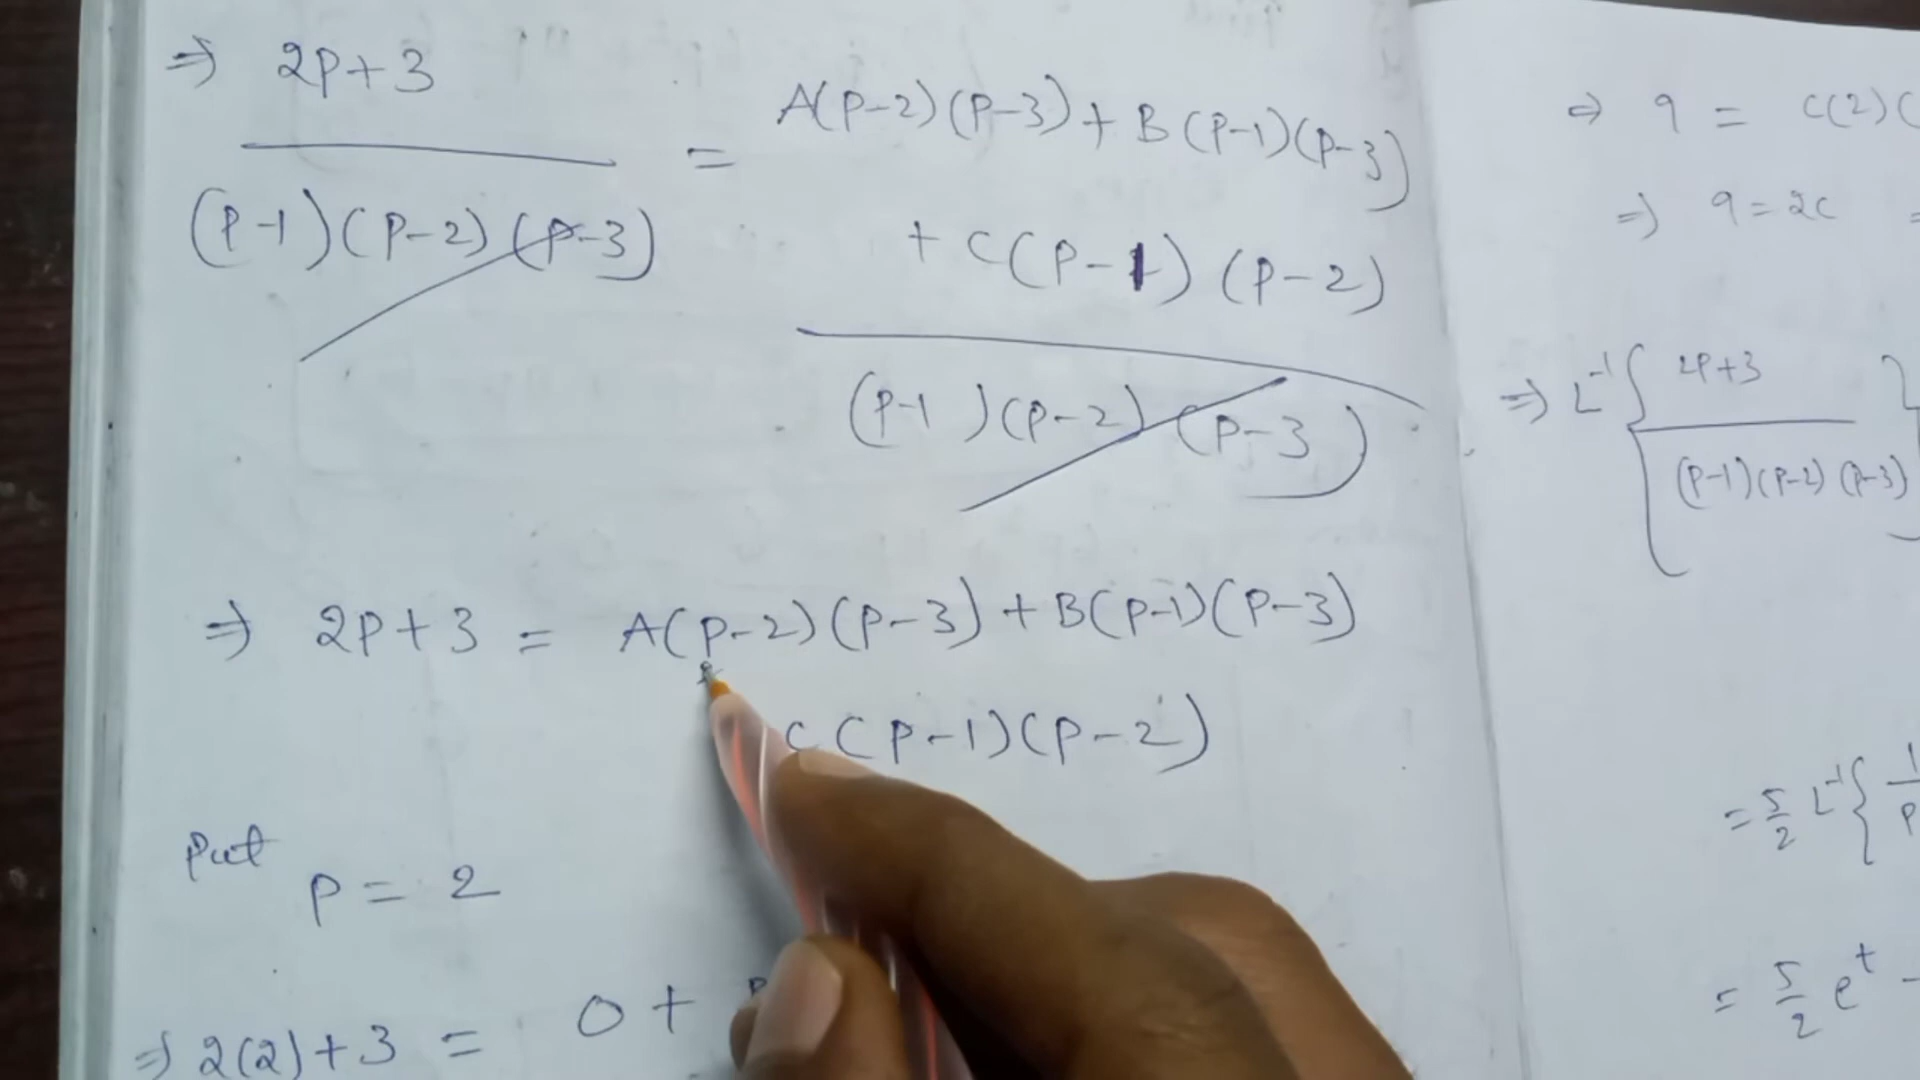 ⇒ 2p+3 / (p-1)(p-2)(p-3) = A(p-2)(p-3) + B(p-1)(p-3)
+ C(p-1)(p-2)
(p-1)(p-2)(p-3)
⇒ 2p+3 = A(p-2)(p-3) + B(p-1)(p-3)
C(p-1)(p-2)
Put p = 2
⇒ 2(2)+3 = 0 +
⇒ 9 = C(2)(
⇒ 9=2C =
⇒ L⁻¹{ 2p+3 / (p-1)(p-2)(p-3) }
= 5/2 L⁻¹{ 1/p
= 5/2 e^t -